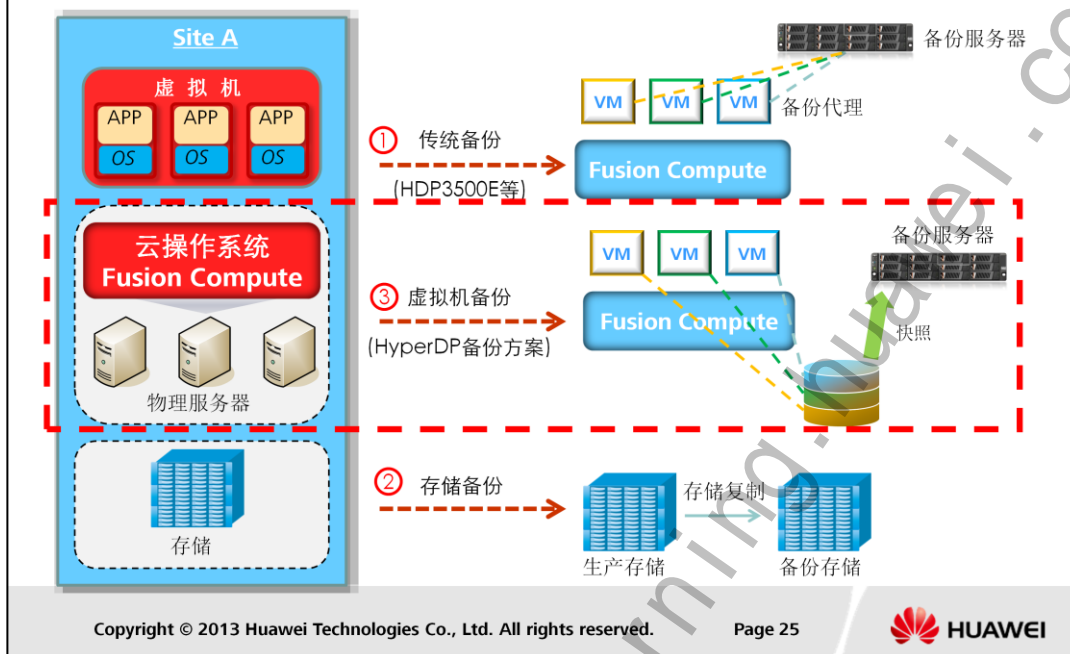 Site A
虚 拟 机
APP APP APP
OS OS OS
云操作系统
Fusion Compute
物理服务器
存储
① 传统备份
(HDP3500E等)
VM VM VM
备份服务器
备份代理
Fusion Compute
③ 虚拟机备份
(HyperDP备份方案)
VM VM VM
备份服务器
Fusion Compute
快照
② 存储备份
存储复制
生产存储
备份存储
rning.huawei.co
Copyright © 2013 Huawei Technologies Co., Ltd. All rights reserved.
Page 25
HUAWEI